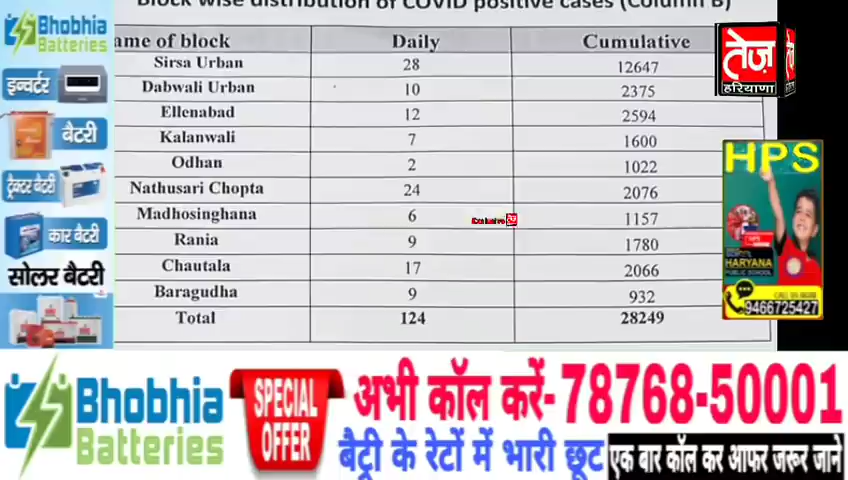 Block wise distribution of COVID positive cases (Column B)
Name of block Daily Cumulative
Sirsa Urban 28 12647
Dabwali Urban 10 2375
Ellenabad 12 2594
Kalanwali 7 1600
Odhan 2 1022
Nathusari Chopta 24 2076
Madhosinghana 6 1157
Rania 9 1780
Chautala 17 2066
Baragudha 9 932
Total 124 28249
Bhobhia
Batteries
इन्वर्टर
बैटरी
ट्रैक्टर बैटरी
कार बैटरी
सोलर बैटरी
तेज़
हरियाणा
HPS
HARYANA
PUBLIC SCHOOL
9466725427
Bhobhia
Batteries
SPECIAL
OFFER
अभी कॉल करें- 78768-50001
बैट्री के रेटों में भारी छूट एक बार कॉल कर आफर जरूर जाने